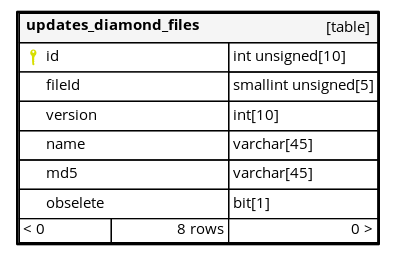 updates_diamond_files [table]
id int unsigned[10]
fileId smallint unsigned[5]
version int[10]
name varchar[45]
md5 varchar[45]
obselete bit[1]
< 0 8 rows 0 >